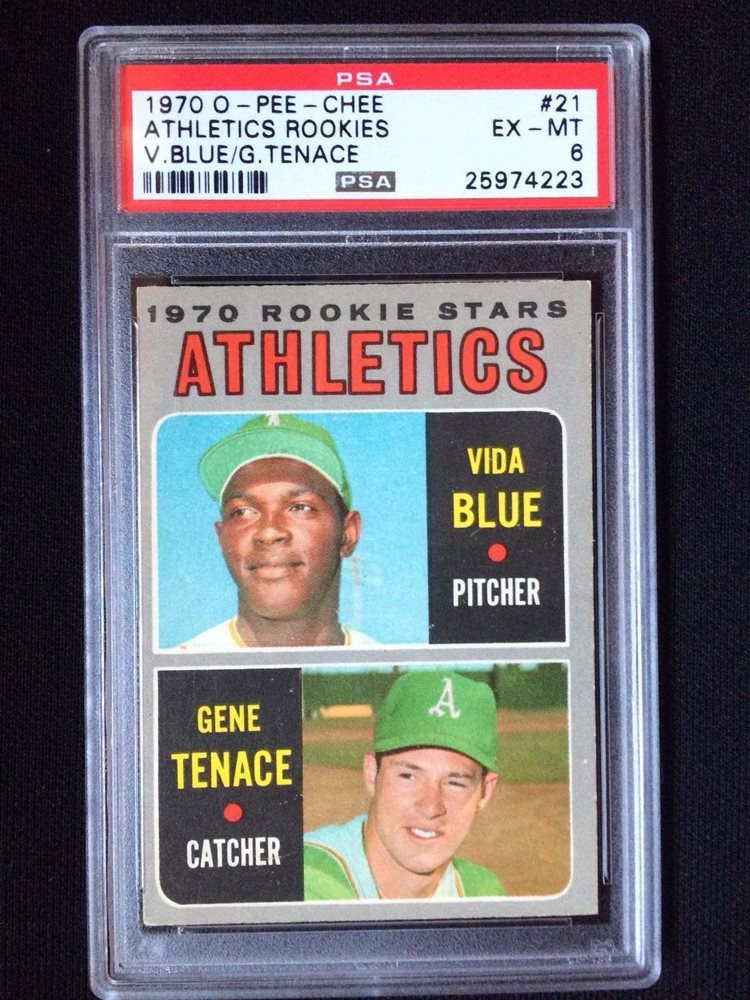 PSA
1970 O-PEE-CHEE #21
ATHLETICS ROOKIES EX-MT
V.BLUE/G.TENACE 6
PSA 25974223
1970 ROOKIE STARS
ATHLETICS
A
VIDA
BLUE
PITCHER
A
GENE
TENACE
CATCHER